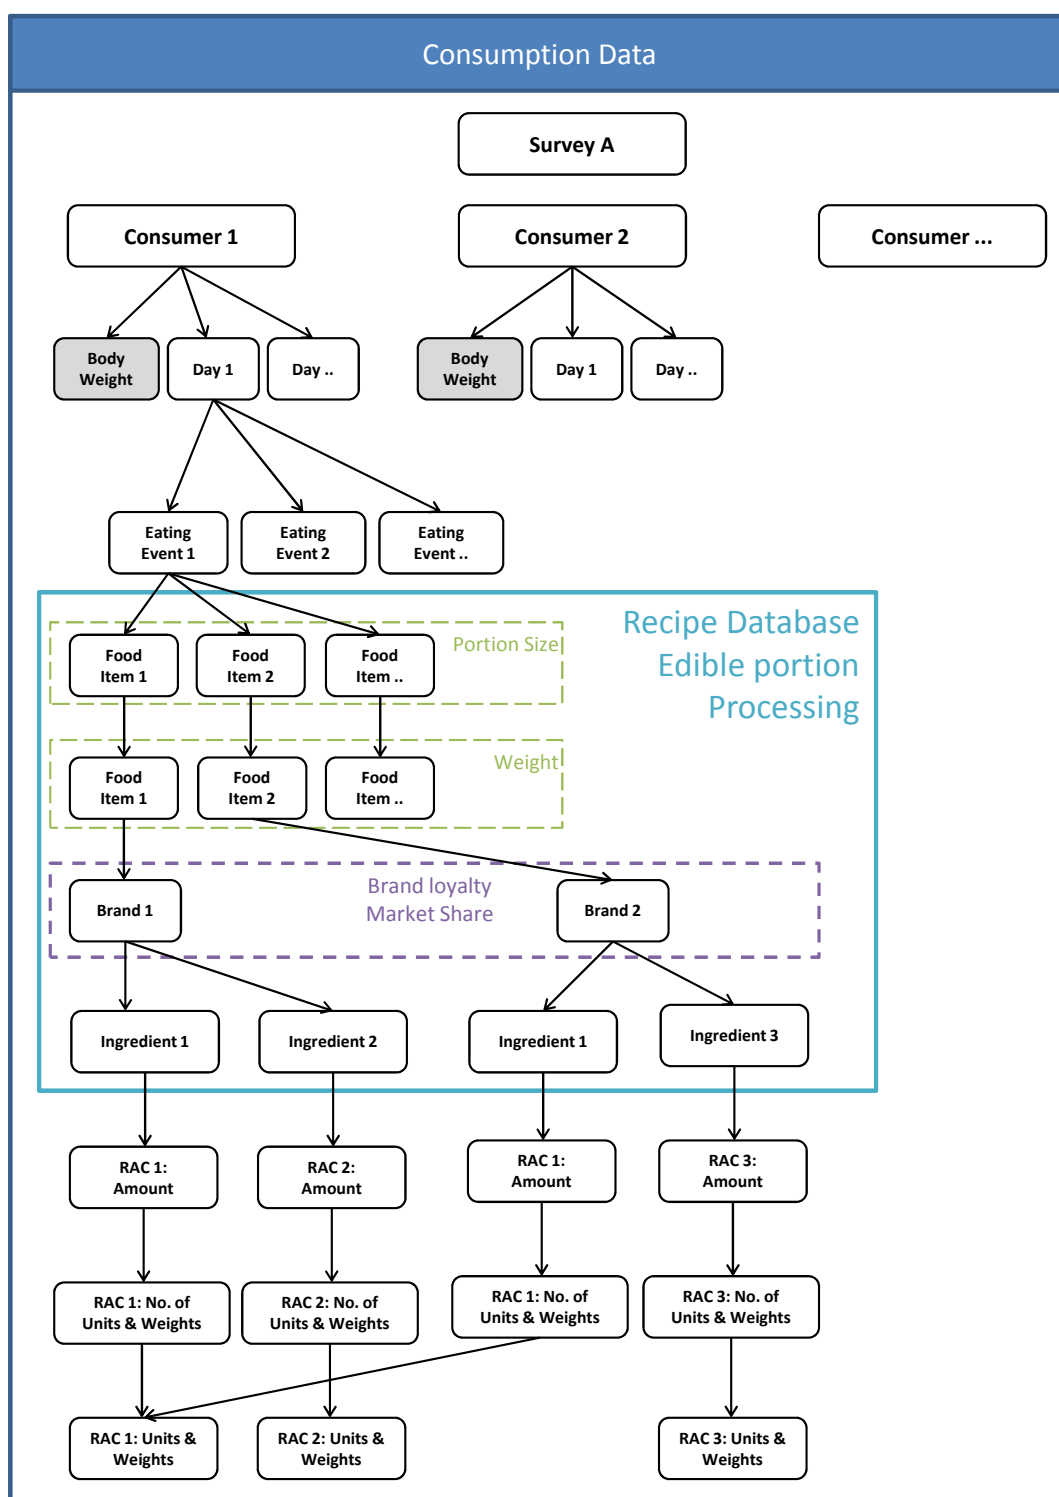 Consumption Data
Survey A
Consumer 1
Consumer 2
Consumer ...
Body
Weight
Day 1
Day ..
Body
Weight
Day 1
Day ..
Eating
Event 1
Eating
Event 2
Eating
Event ..
Recipe Database
Edible portion
Processing
Portion Size
Food
Item 1
Food
Item 2
Food
Item ..
Weight
Food
Item 1
Food
Item 2
Food
Item ..
Brand loyalty
Market Share
Brand 1
Brand 2
Ingredient 1
Ingredient 2
Ingredient 1
Ingredient 3
RAC 1:
Amount
RAC 2:
Amount
RAC 1:
Amount
RAC 3:
Amount
RAC 1: No. of
Units & Weights
RAC 2: No. of
Units & Weights
RAC 1: No. of
Units & Weights
RAC 3: No. of
Units & Weights
RAC 1: Units &
Weights
RAC 2: Units &
Weights
RAC 3: Units &
Weights